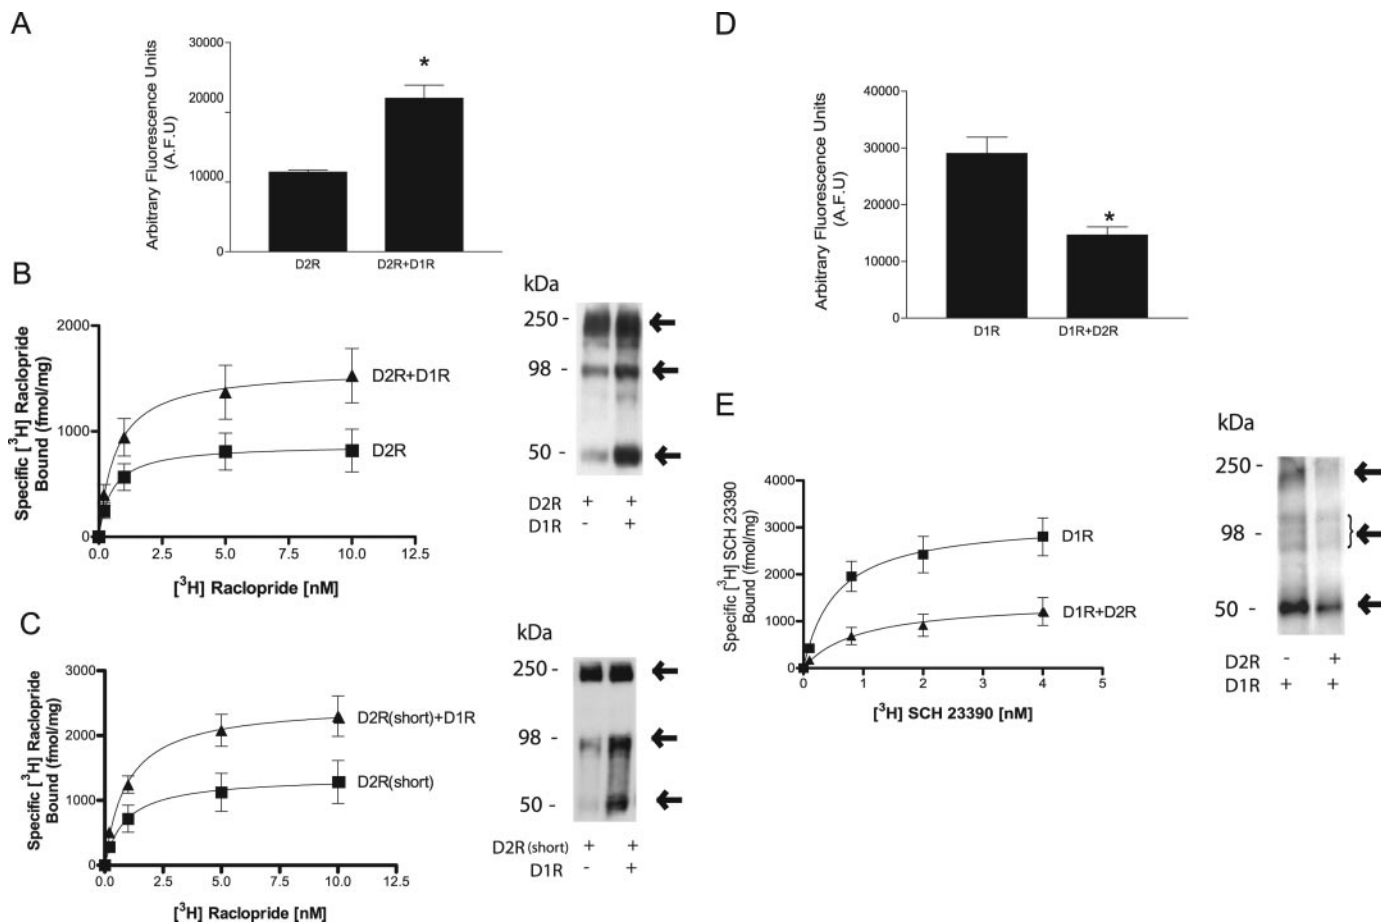 A
Arbitrary Fluorescence Units
(A.F.U)
30000
20000
10000
0
*
D2R
D2R+D1R
B
Specific [3H] Raclopride
Bound (fmol/mg)
2000
1000
0
0.0
2.5
5.0
7.5
10.0
12.5
D2R+D1R
D2R
[3H] Raclopride [nM]
kDa
250 -
98 -
50 -
D2R + +
D1R - +
C
Specific [3H] Raclopride
Bound (fmol/mg)
3000
2000
1000
0
0.0
2.5
5.0
7.5
10.0
12.5
D2R(short)+D1R
D2R(short)
[3H] Raclopride [nM]
kDa
250 -
98 -
50 -
D2R(short) + +
D1R - +
D
Arbitrary Fluorescence Units
(A.F.U)
40000
30000
20000
10000
0
*
D1R
D1R+D2R
E
Specific [3H] SCH 23390
Bound (fmol/mg)
4000
3000
2000
1000
0
0
1
2
3
4
5
D1R
D1R+D2R
[3H] SCH 23390 [nM]
kDa
250 -
98 -
50 -
D2R - +
D1R + +